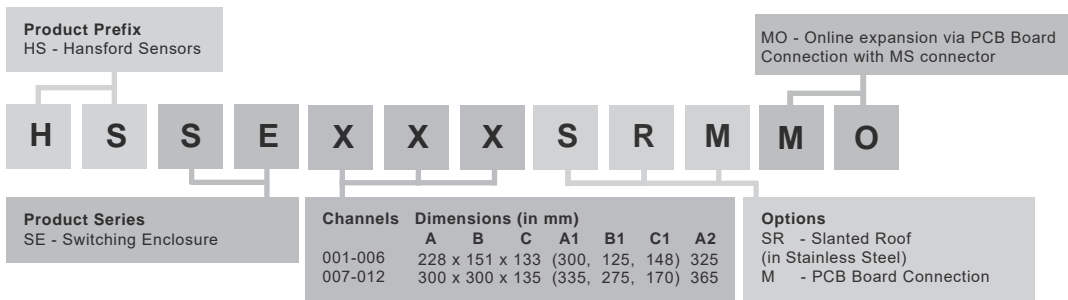 Product Prefix
HS - Hansford Sensors
MO - Online expansion via PCB Board
Connection with MS connector
H S S E X X X S R M M O
Product Series
SE - Switching Enclosure
Channels Dimensions (in mm)
A B C A1 B1 C1 A2
001-006 228 x 151 x 133 (300, 125, 148) 325
007-012 300 x 300 x 135 (335, 275, 170) 365
Options
SR - Slanted Roof
(in Stainless Steel)
M - PCB Board Connection